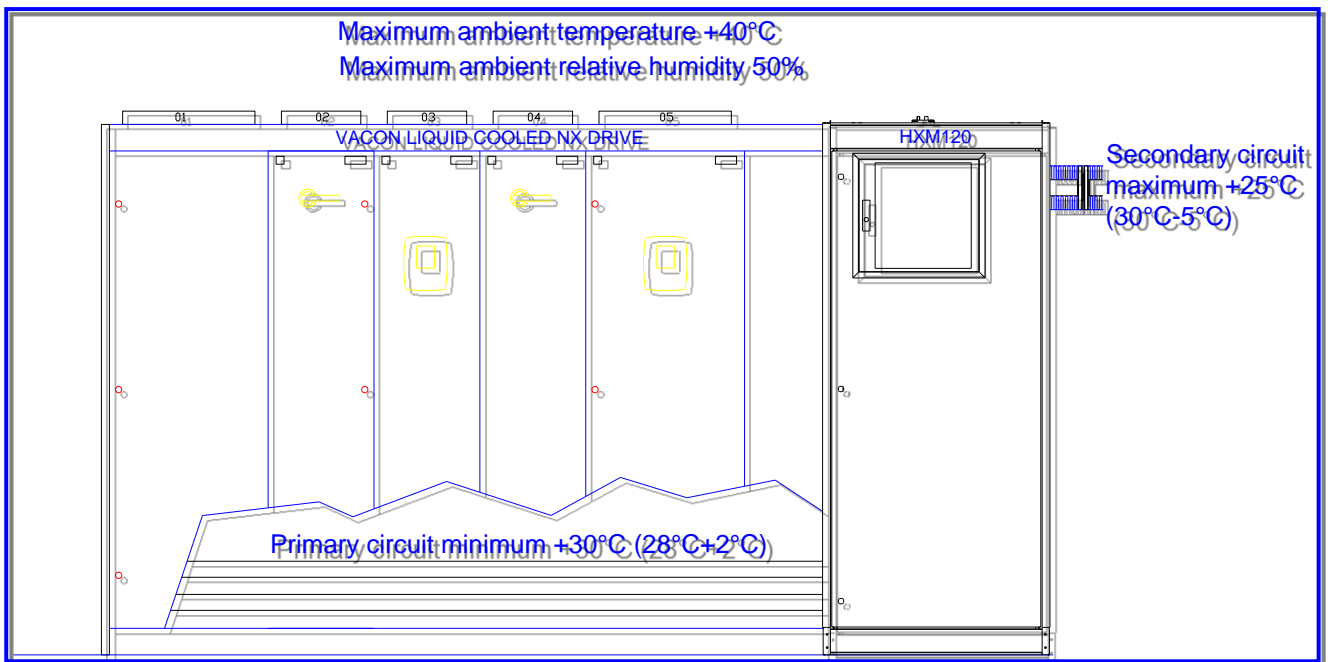 Maximum ambient temperature +40°C
Maximum ambient relative humidity 50%
01 02 03 04 05
VACON LIQUID COOLED NX DRIVE
HXM120
Secondary circuit
maximum +25°C
(30°C-5°C)
Primary circuit minimum +30°C (28°C+2°C)